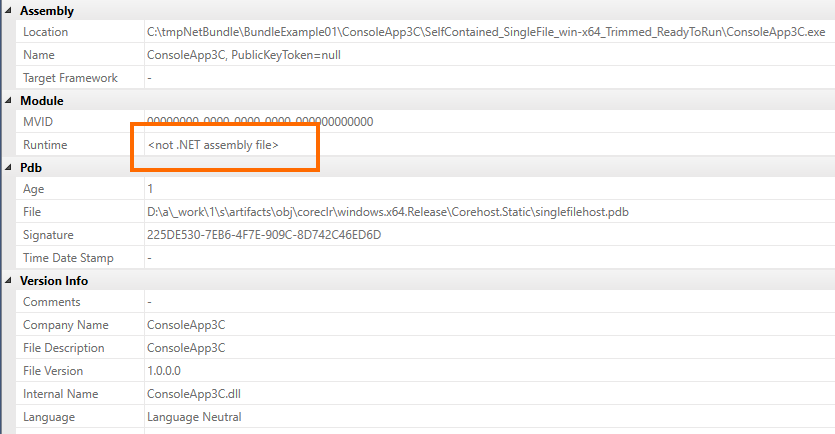 Assembly
Location C:\tmpNetBundle\BundleExample01\ConsoleApp3C\SelfContained_SingleFile_win-x64_Trimmed_ReadyToRun\ConsoleApp3C.exe
Name ConsoleApp3C, PublicKeyToken=null
Target Framework -
Module
MVID 00000000-0000-0000-0000-000000000000
Runtime <not .NET assembly file>
Pdb
Age 1
File D:\a\_work\1\s\artifacts\obj\coreclr\windows.x64.Release\Corehost.Static\singlefilehost.pdb
Signature 225DE530-7EB6-4F7E-909C-8D742C46ED6D
Time Date Stamp -
Version Info
Comments -
Company Name ConsoleApp3C
File Description ConsoleApp3C
File Version 1.0.0.0
Internal Name ConsoleApp3C.dll
Language Language Neutral